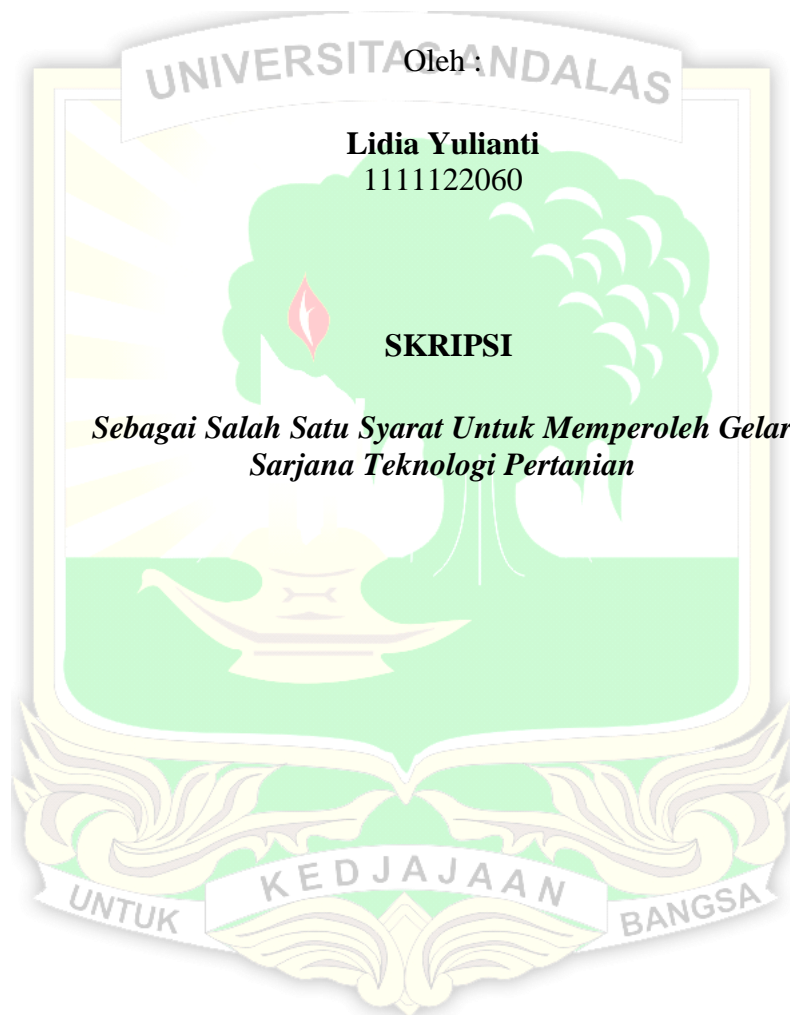 UNIVERSITAS ANDALAS
Oleh :
Lidia Yulianti
1111122060
SKRIPSI
Sebagai Salah Satu Syarat Untuk Memperoleh Gelar
Sarjana Teknologi Pertanian
UNTUK KEDJAJAAN BANGSA